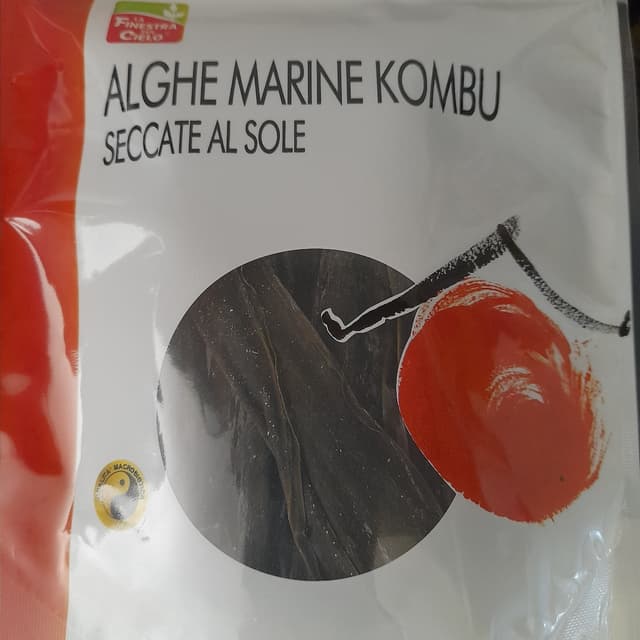 LA
FINESTRA
SUL
CIELO
ALGHE MARINE KOMBU
SECCATE AL SOLE